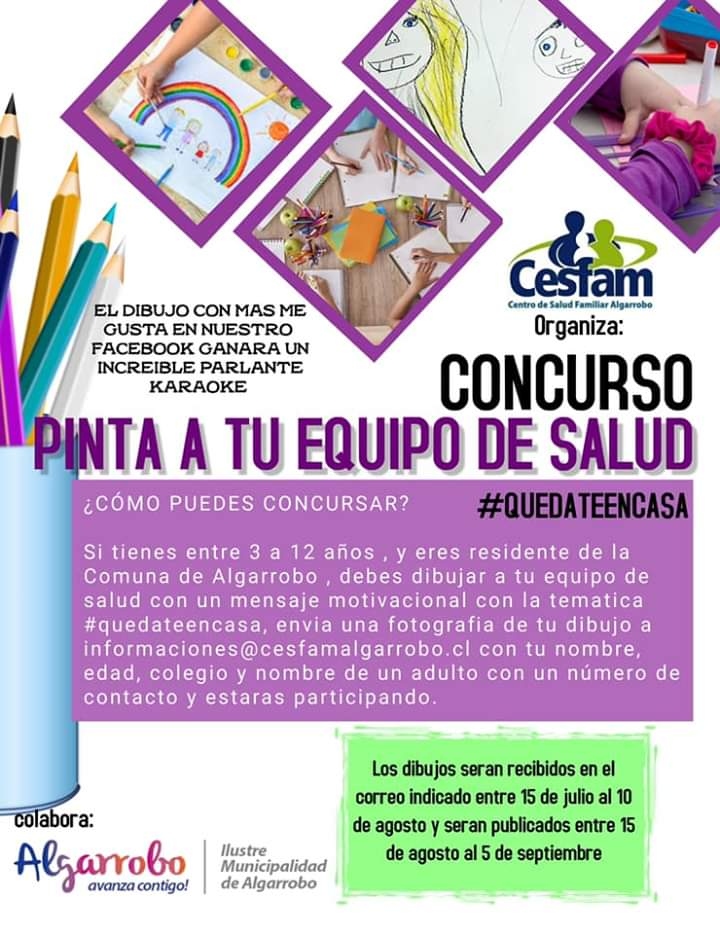 Cesfam
Centro de Salud Familiar Algarrobo
Organiza:
EL DIBUJO CON MAS ME
GUSTA EN NUESTRO
FACEBOOK GANARA UN
INCREIBLE PARLANTE
KARAOKE
CONCURSO
PINTA A TU EQUIPO DE SALUD
¿CÓMO PUEDES CONCURSAR?
#QUEDATEENCASA
Si tienes entre 3 a 12 años , y eres residente de la
Comuna de Algarrobo , debes dibujar a tu equipo de
salud con un mensaje motivacional con la tematica
#quedateencasa, envia una fotografia de tu dibujo a
informaciones@cesfamalgarrobo.cl con tu nombre,
edad, colegio y nombre de un adulto con un número de
contacto y estaras participando.
Los dibujos seran recibidos en el
correo indicado entre 15 de julio al 10
de agosto y seran publicados entre 15
de agosto al 5 de septiembre
colabora:
Algarrobo
avanza contigo!
Ilustre
Municipalidad
de Algarrobo